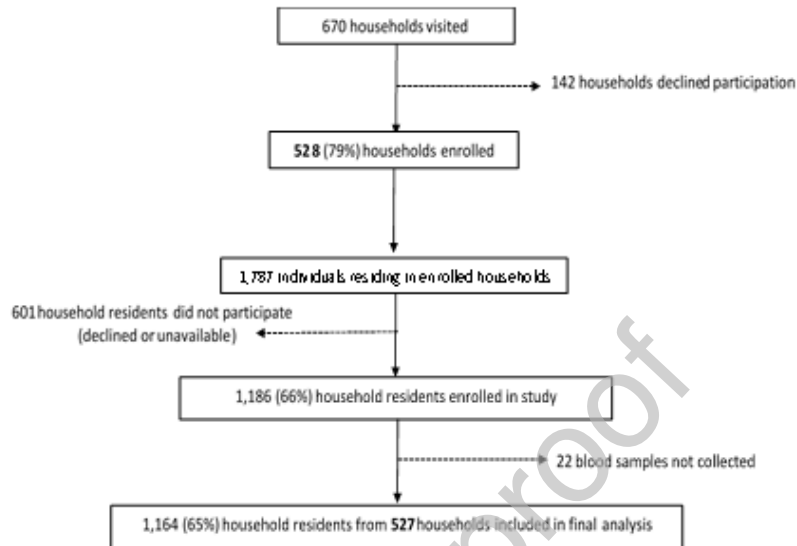 670 households visited
142 households declined participation
528 (79%) households enrolled
1,787 individuals residing in enrolled households
601 household residents did not participate
(declined or unavailable)
1,186 (66%) household residents enrolled in study
22 blood samples not collected
1,164 (65%) household residents from 527 households included in final analysis
proof